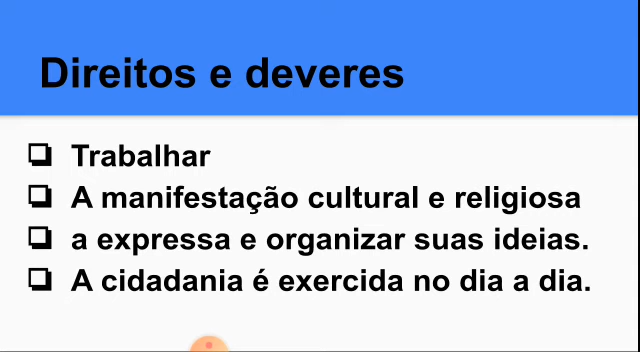 Direitos e deveres
Trabalhar
A manifestação cultural e religiosa
a expressa e organizar suas ideias.
A cidadania é exercida no dia a dia.